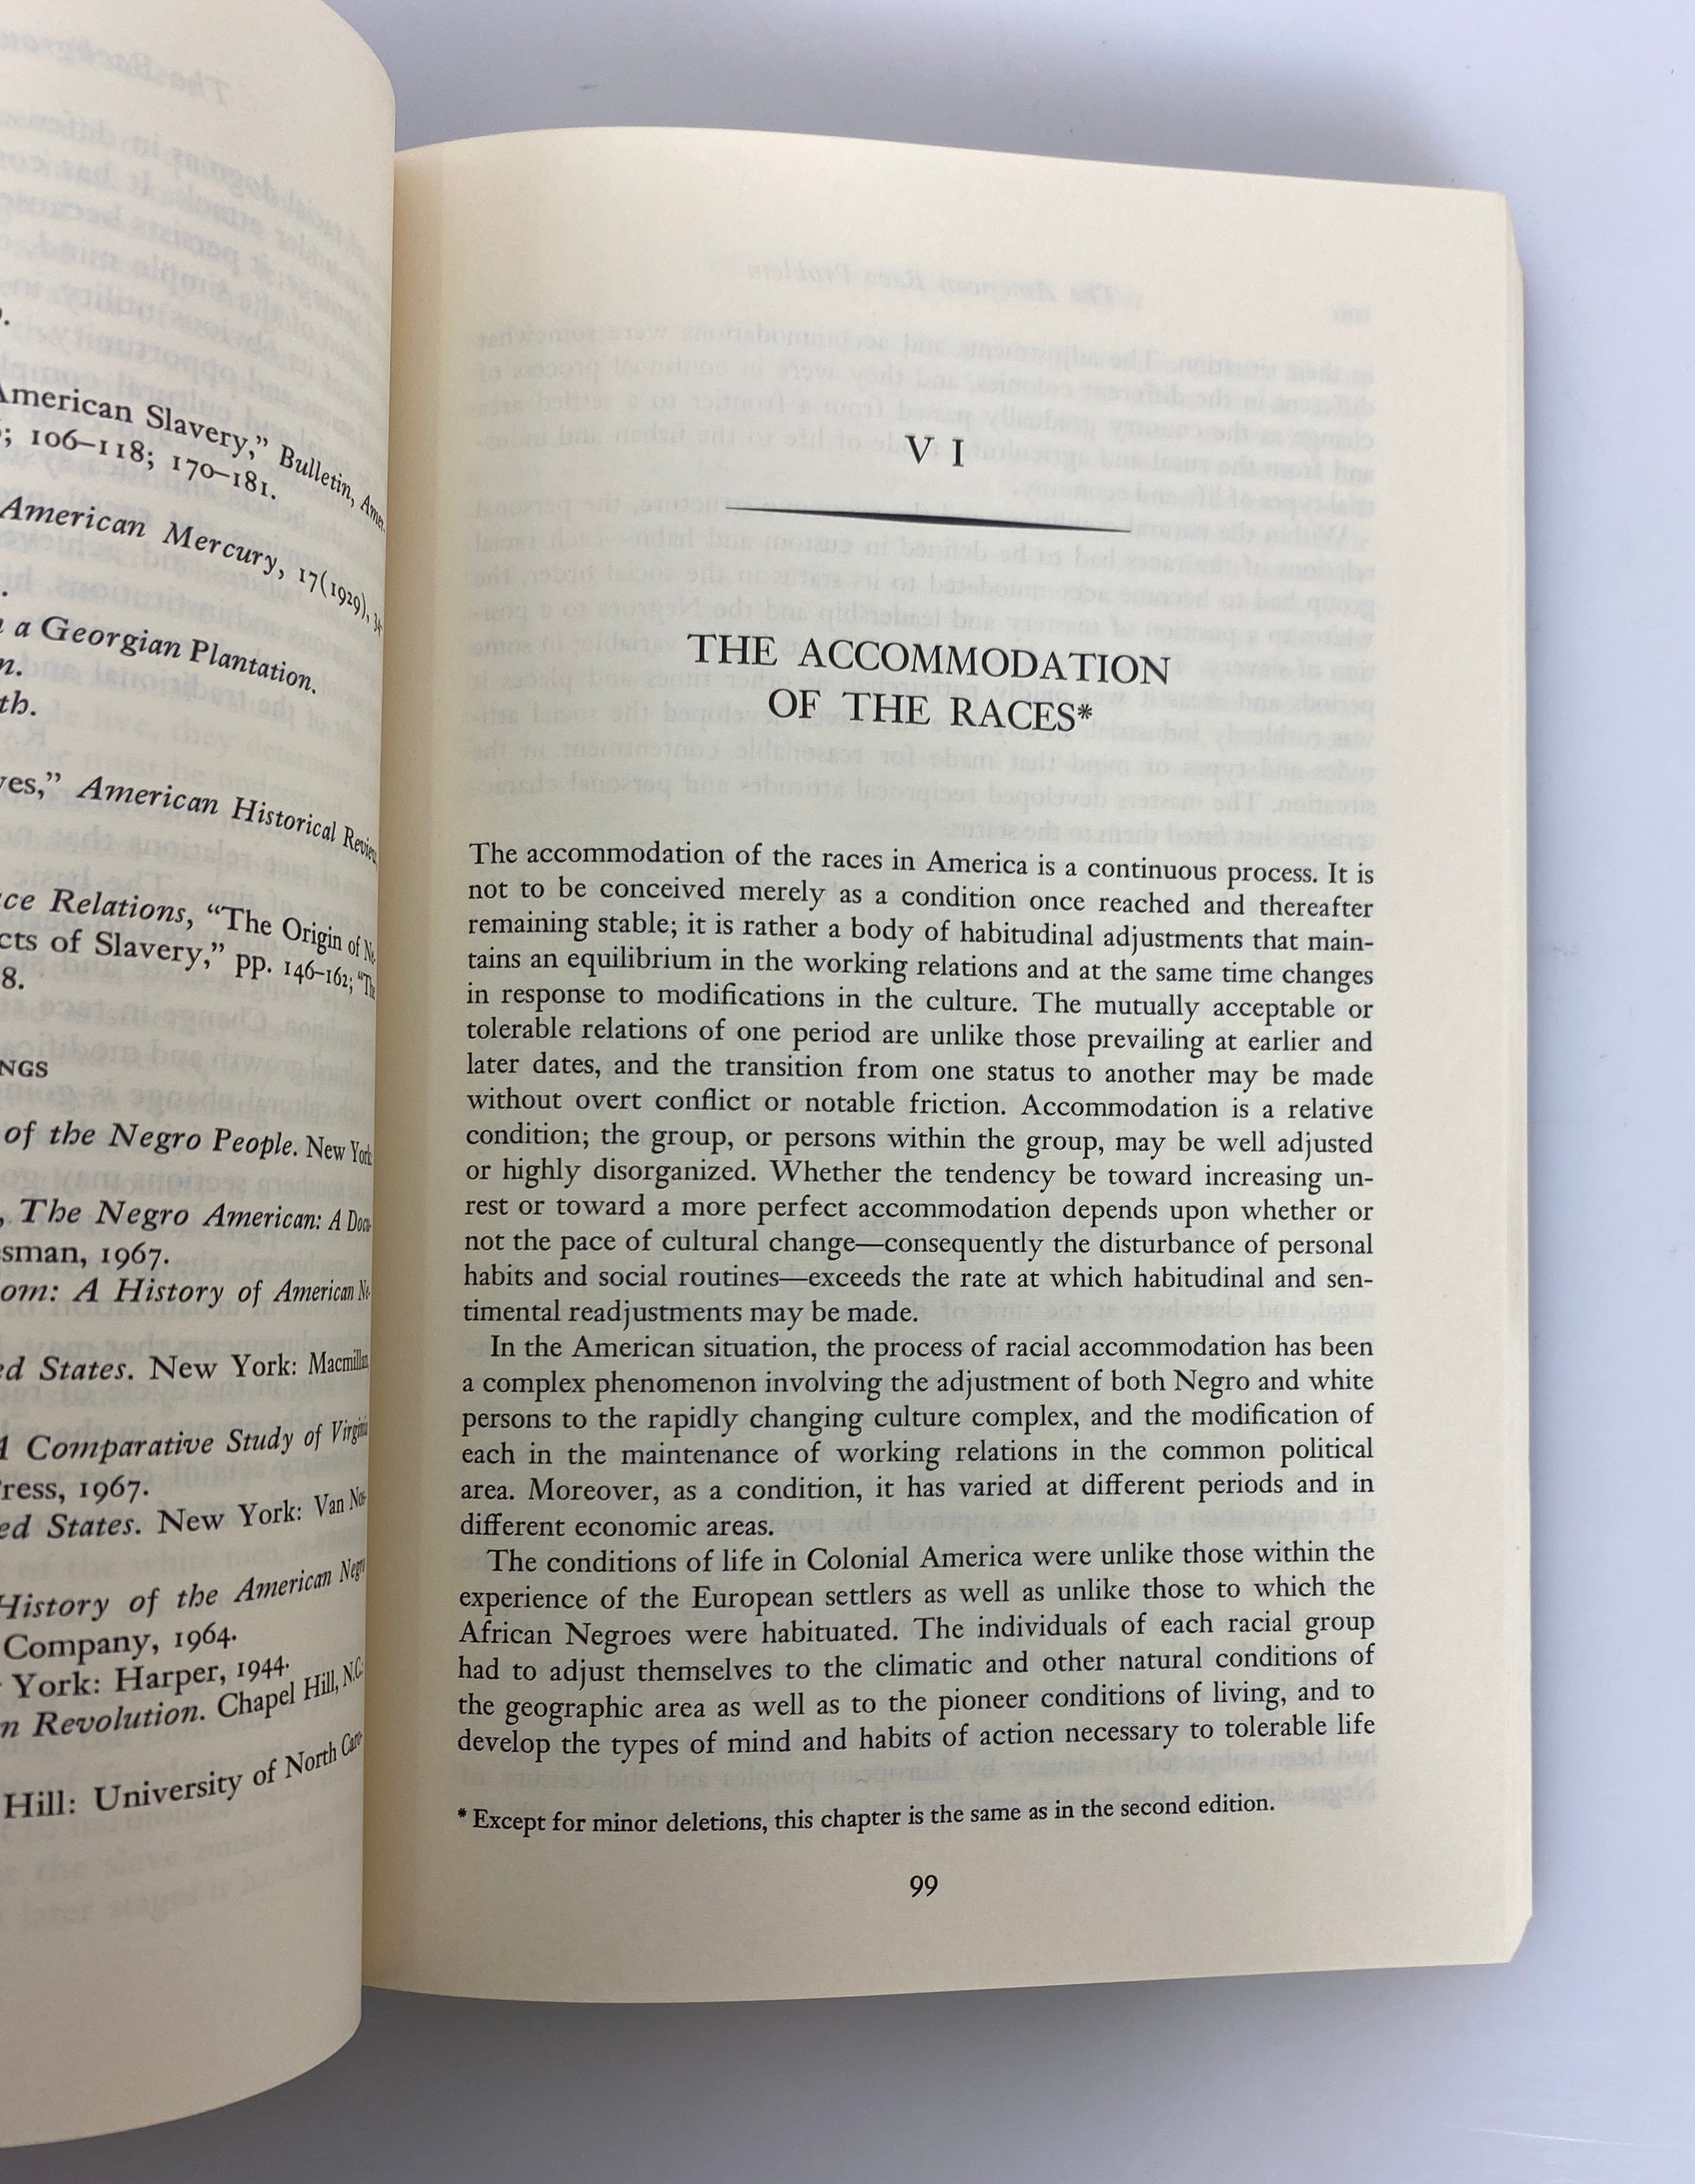 American Slavery,” Bulletin, Amer.
; 106–118; 170–181.
American Mercury, 17(1929), 34
a Georgian Plantation.
n.
th.
ves,” American Historical Review,
ce Relations, “The Origin of Ne-
cts of Slavery,” pp. 146–162; “The
8.
NGS
of the Negro People. New York
, The Negro American: A Docu-
sman, 1967.
om: A History of American Ne-
ed States. New York: Macmillan,
A Comparative Study of Virginia
ress, 1967.
ed States. New York: Van Nos-
History of the American Negro
Company, 1964.
York: Harper, 1944.
n Revolution. Chapel Hill, N.C.:
Hill: University of North Caro-
VI
THE ACCOMMODATION
OF THE RACES*
The accommodation of the races in America is a continuous process. It is
not to be conceived merely as a condition once reached and thereafter
remaining stable; it is rather a body of habitudinal adjustments that main-
tains an equilibrium in the working relations and at the same time changes
in response to modifications in the culture. The mutually acceptable or
tolerable relations of one period are unlike those prevailing at earlier and
later dates, and the transition from one status to another may be made
without overt conflict or notable friction. Accommodation is a relative
condition; the group, or persons within the group, may be well adjusted
or highly disorganized. Whether the tendency be toward increasing un-
rest or toward a more perfect accommodation depends upon whether or
not the pace of cultural change—consequently the disturbance of personal
habits and social routines—exceeds the rate at which habitudinal and sen-
timental readjustments may be made.
In the American situation, the process of racial accommodation has been
a complex phenomenon involving the adjustment of both Negro and white
persons to the rapidly changing culture complex, and the modification of
each in the maintenance of working relations in the common political
area. Moreover, as a condition, it has varied at different periods and in
different economic areas.
The conditions of life in Colonial America were unlike those within the
experience of the European settlers as well as unlike those to which the
African Negroes were habituated. The individuals of each racial group
had to adjust themselves to the climatic and other natural conditions of
the geographic area as well as to the pioneer conditions of living, and to
develop the types of mind and habits of action necessary to tolerable life
* Except for minor deletions, this chapter is the same as in the second edition.
99